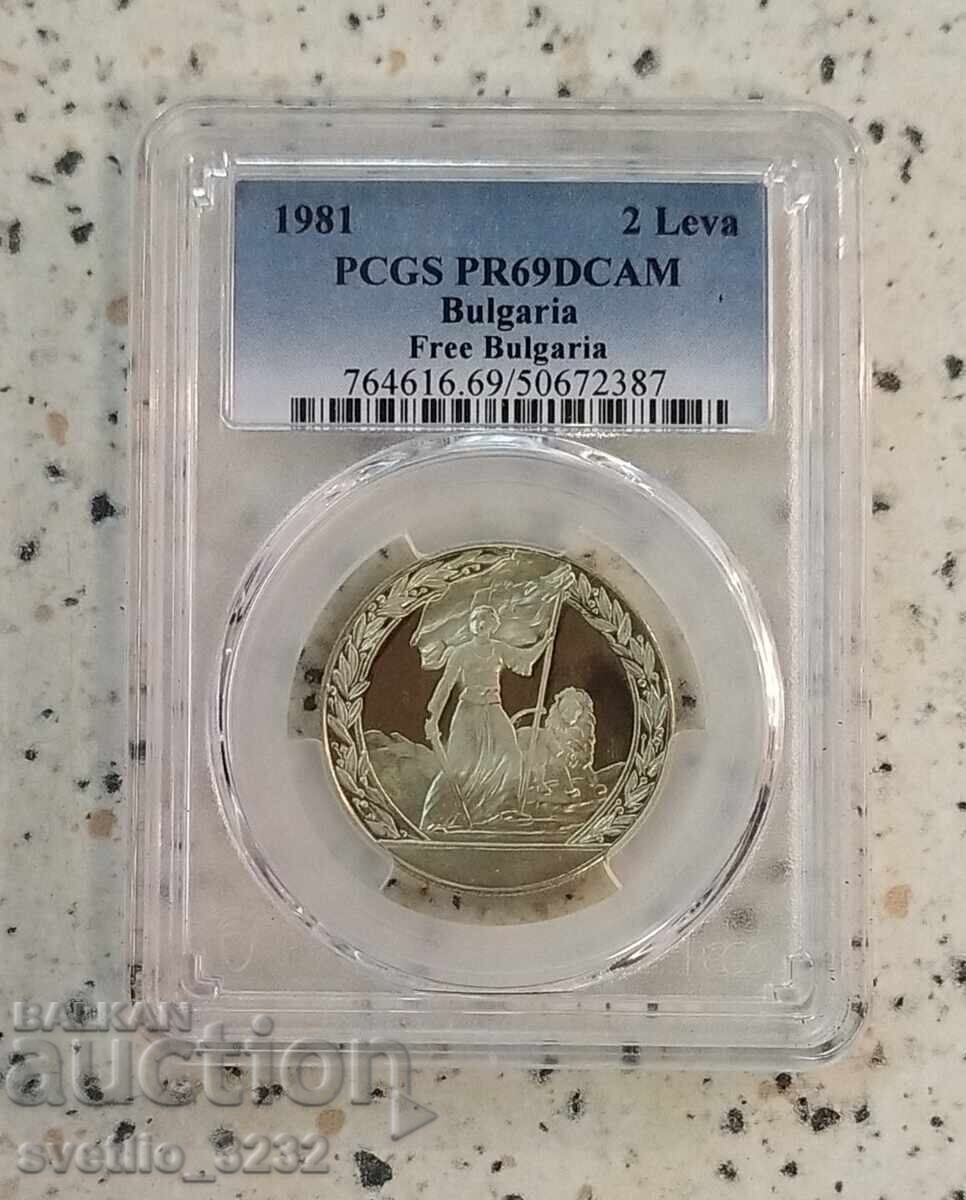 1981 2 Leva
PCGS PR69DCAM
Bulgaria
Free Bulgaria
764616.69/50672387
BALKAN
auction
svetlio_3232